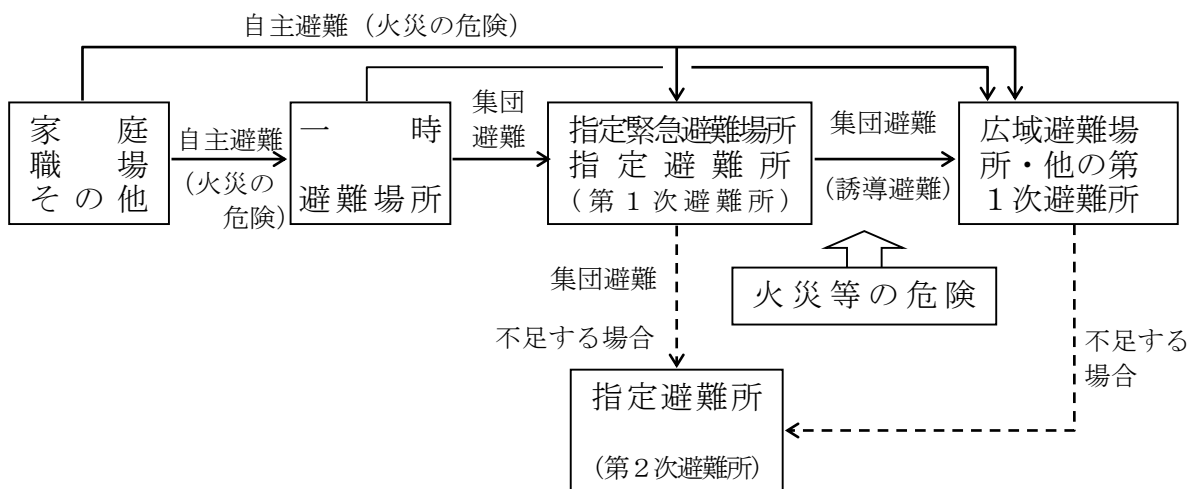 自主避難（火災の危険）
家庭
職場
その他
自主避難
（火災の
危険）
一時
避難場所
集団
避難
指定緊急避難場所
指定避難所
（第１次避難所）
集団避難
（誘導避難）
広域避難場
所・他の第
１次避難所
火災等の危険
集団避難
不足する場合
不足する
場合
指定避難所
（第２次避難所）